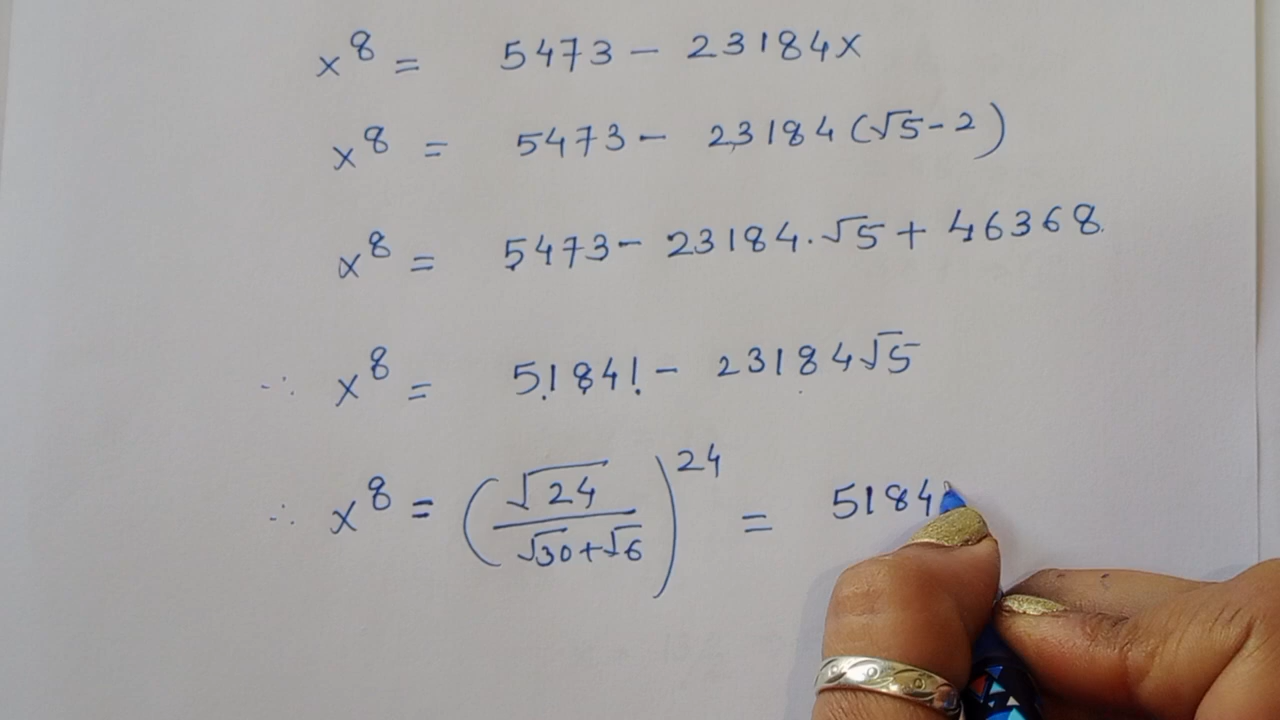 x⁸ = 5473 − 23184x
x⁸ = 5473 − 23184(√5−2)
x⁸ = 5473 − 23184·√5 + 46368
∴ x⁸ = 51841 − 23184√5
∴ x⁸ = (√24/(√30+√6))²⁴ = 5184